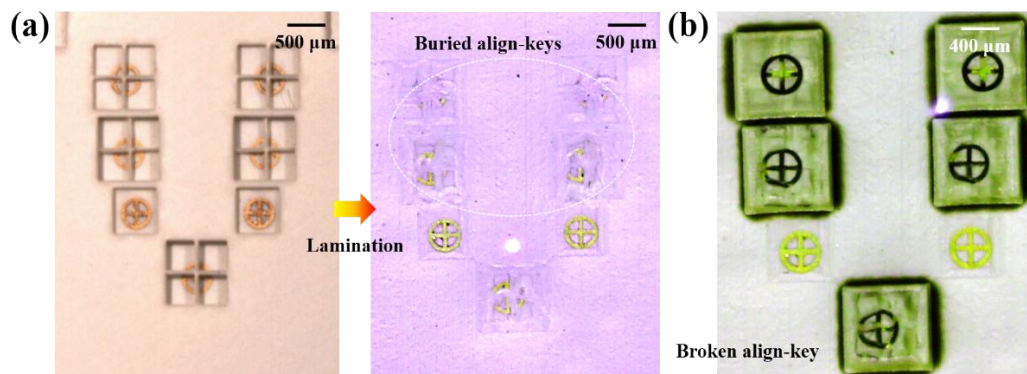 (a)
500 µm
Lamination
500 µm
Buried align-keys
(b)
400 µm
Broken align-key